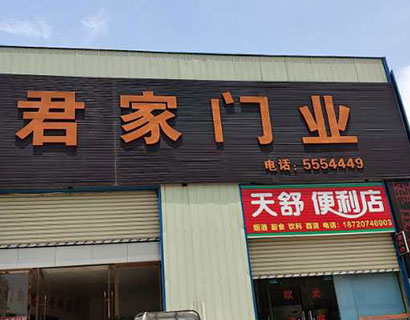 君家门业
电话：5554449
天舒 便利店
烟酒 副食 饮料 百货 电话：18720746903